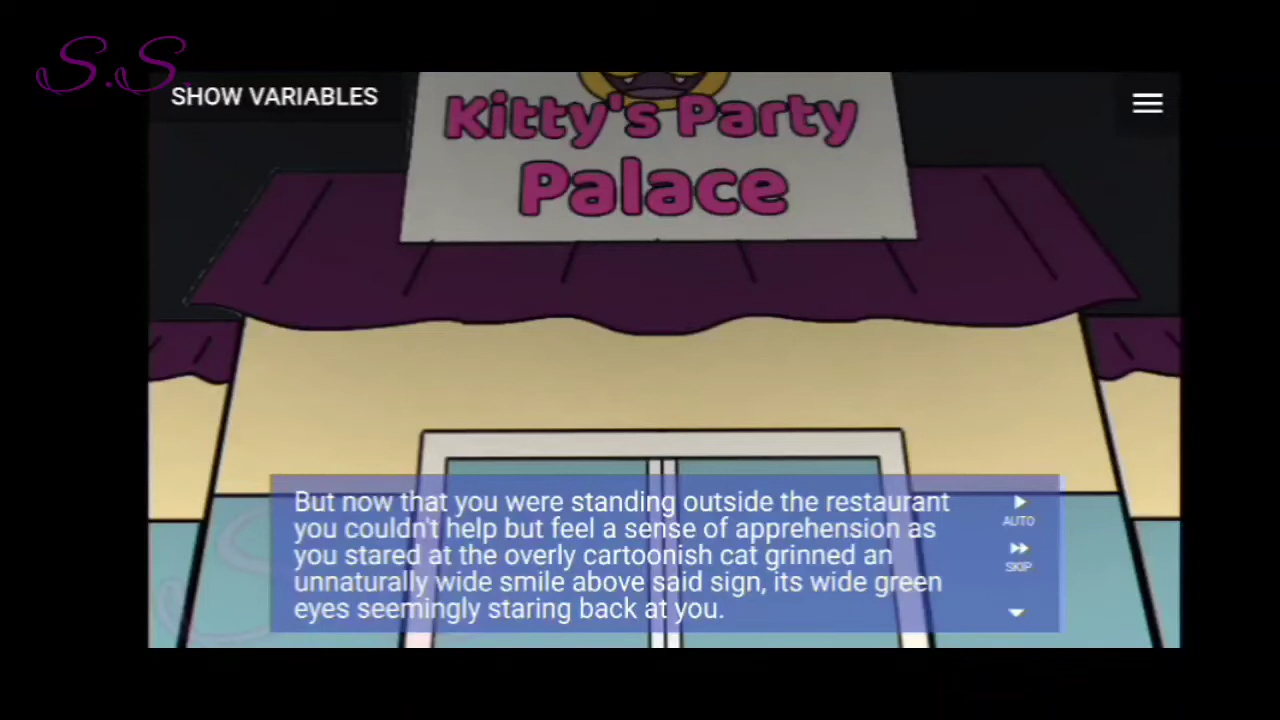 S.S.
SHOW VARIABLES
Kitty's Party
Palace
But now that you were standing outside the restaurant
you couldn't help but feel a sense of apprehension as
you stared at the overly cartoonish cat grinned an
unnaturally wide smile above said sign, its wide green
eyes seemingly staring back at you.
AUTO
SKIP